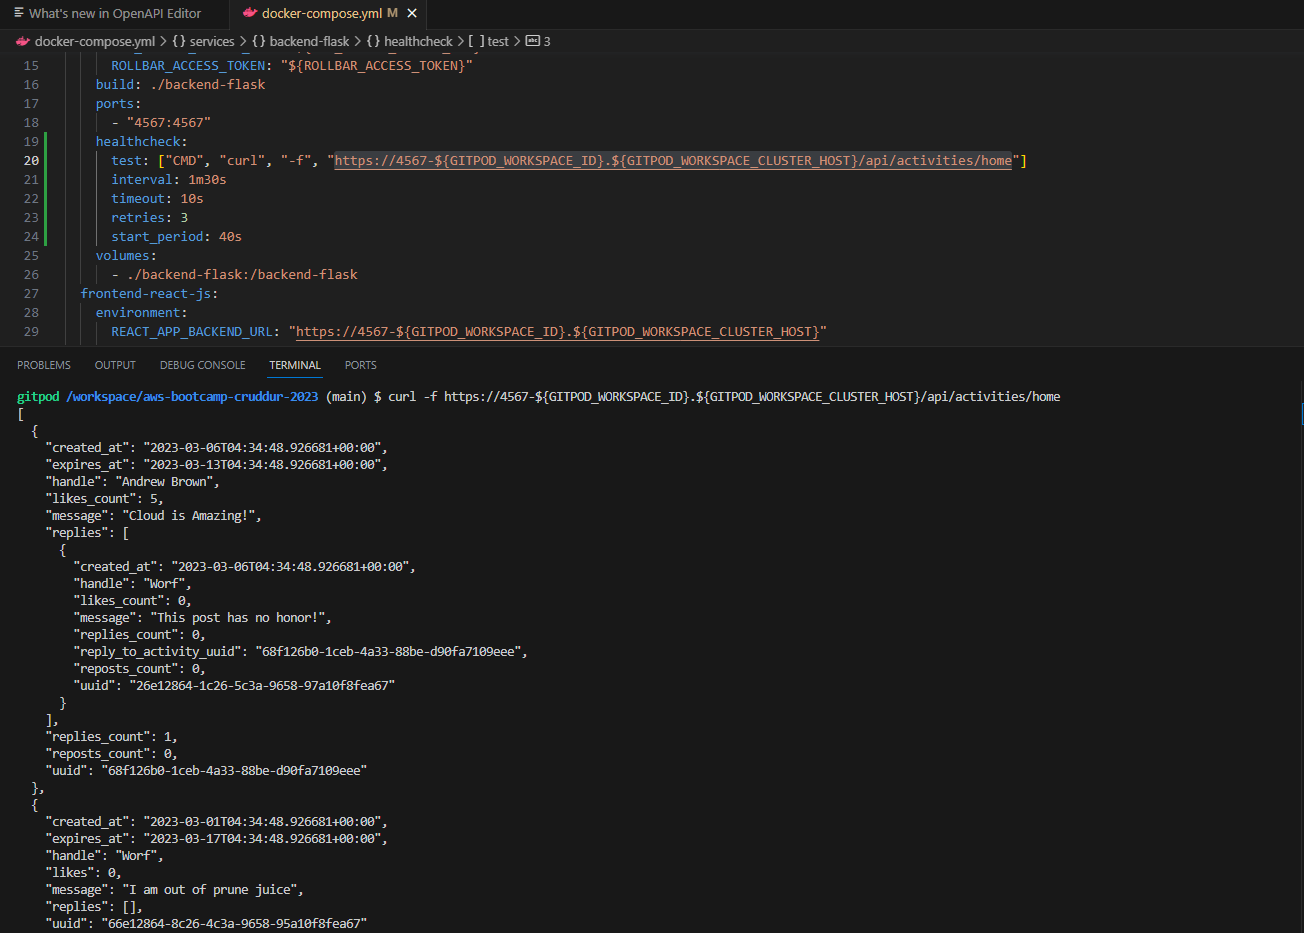 What's new in OpenAPI Editor
docker-compose.yml M
docker-compose.yml > {} services > {} backend-flask > {} healthcheck > [ ] test > abc 3
15 ROLLBAR_ACCESS_TOKEN: "${ROLLBAR_ACCESS_TOKEN}"
16 build: ./backend-flask
17 ports:
18 - "4567:4567"
19 healthcheck:
20 test: ["CMD", "curl", "-f", "https://4567-${GITPOD_WORKSPACE_ID}.${GITPOD_WORKSPACE_CLUSTER_HOST}/api/activities/home"]
21 interval: 1m30s
22 timeout: 10s
23 retries: 3
24 start_period: 40s
25 volumes:
26 - ./backend-flask:/backend-flask
27 frontend-react-js:
28 environment:
29 REACT_APP_BACKEND_URL: "https://4567-${GITPOD_WORKSPACE_ID}.${GITPOD_WORKSPACE_CLUSTER_HOST}"
PROBLEMS OUTPUT DEBUG CONSOLE TERMINAL PORTS
gitpod /workspace/aws-bootcamp-cruddur-2023 (main) $ curl -f https://4567-${GITPOD_WORKSPACE_ID}.${GITPOD_WORKSPACE_CLUSTER_HOST}/api/activities/home
[
{
"created_at": "2023-03-06T04:34:48.926681+00:00",
"expires_at": "2023-03-13T04:34:48.926681+00:00",
"handle": "Andrew Brown",
"likes_count": 5,
"message": "Cloud is Amazing!",
"replies": [
{
"created_at": "2023-03-06T04:34:48.926681+00:00",
"handle": "Worf",
"likes_count": 0,
"message": "This post has no honor!",
"replies_count": 0,
"reply_to_activity_uuid": "68f126b0-1ceb-4a33-88be-d90fa7109eee",
"reposts_count": 0,
"uuid": "26e12864-1c26-5c3a-9658-97a10f8fea67"
}
],
"replies_count": 1,
"reposts_count": 0,
"uuid": "68f126b0-1ceb-4a33-88be-d90fa7109eee"
},
{
"created_at": "2023-03-01T04:34:48.926681+00:00",
"expires_at": "2023-03-17T04:34:48.926681+00:00",
"handle": "Worf",
"likes": 0,
"message": "I am out of prune juice",
"replies": [],
"uuid": "66e12864-8c26-4c3a-9658-95a10f8fea67"